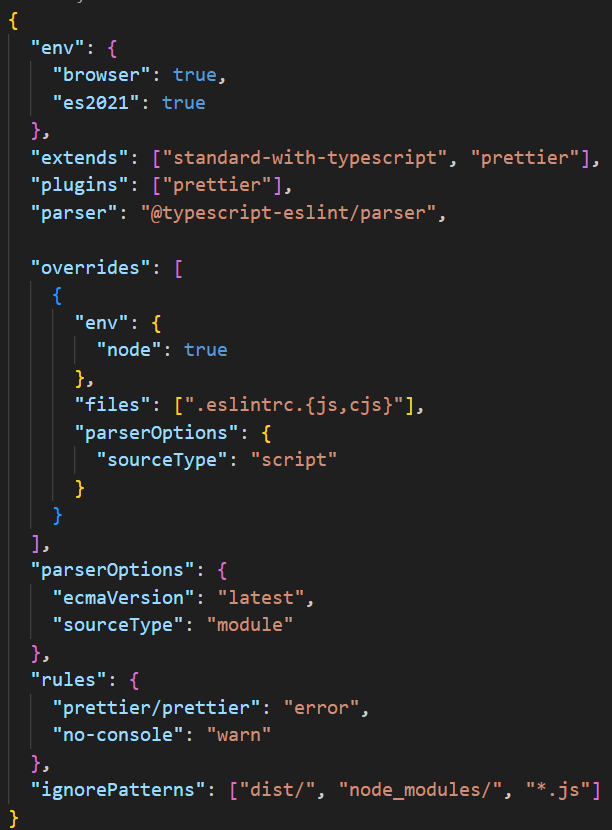 {
  "env": {
    "browser": true,
    "es2021": true
  },
  "extends": ["standard-with-typescript", "prettier"],
  "plugins": ["prettier"],
  "parser": "@typescript-eslint/parser",

  "overrides": [
    {
      "env": {
        "node": true
      },
      "files": [".eslintrc.{js,cjs}"],
      "parserOptions": {
        "sourceType": "script"
      }
    }
  ],
  "parserOptions": {
    "ecmaVersion": "latest",
    "sourceType": "module"
  },
  "rules": {
    "prettier/prettier": "error",
    "no-console": "warn"
  },
  "ignorePatterns": ["dist/", "node_modules/", "*.js"]
}